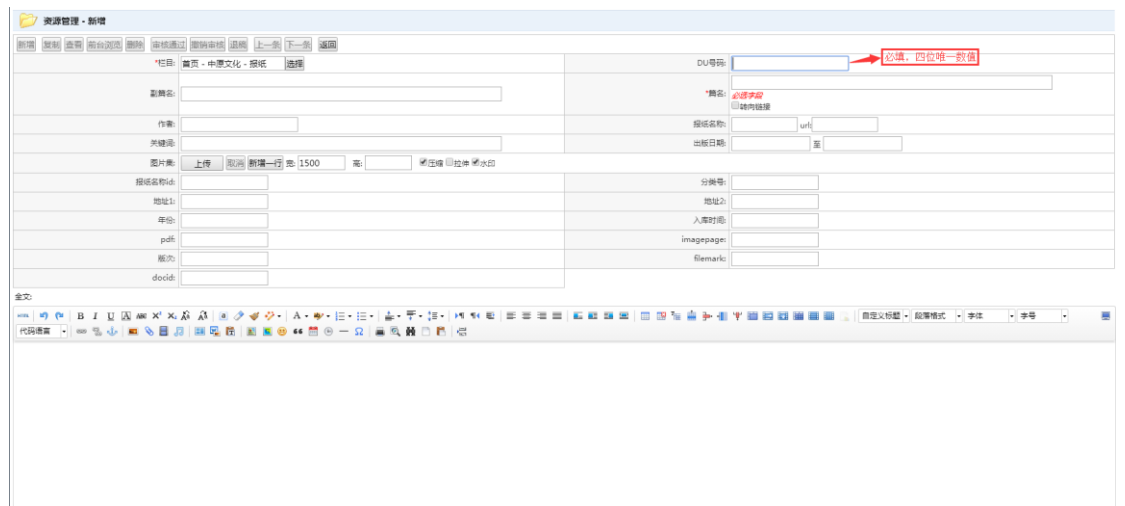 资源管理 - 新增
新增 复制 查看 前台浏览 删除 审核通过 撤销审核 退稿 上一条 下一条 返回
*栏目: 首页 - 中原文化 - 报纸 选择 DU号码: 必填，四位唯一数值
副篇名: *篇名: 必填字段
转向链接
作者: 报纸名称: url:
关键词: 出版日期: 至
图片集: 上传 取消 新增一行 宽: 1500 高: 压缩 拉伸 水印
报纸名称id: 分类号:
地址1: 地址2:
年份: 入库时间:
pdf: imagepage:
版次: filemark:
docid:
全文:
HTML B I U A ABC X² X₂ A 自定义标题 段落格式 字体 字号
代码语言